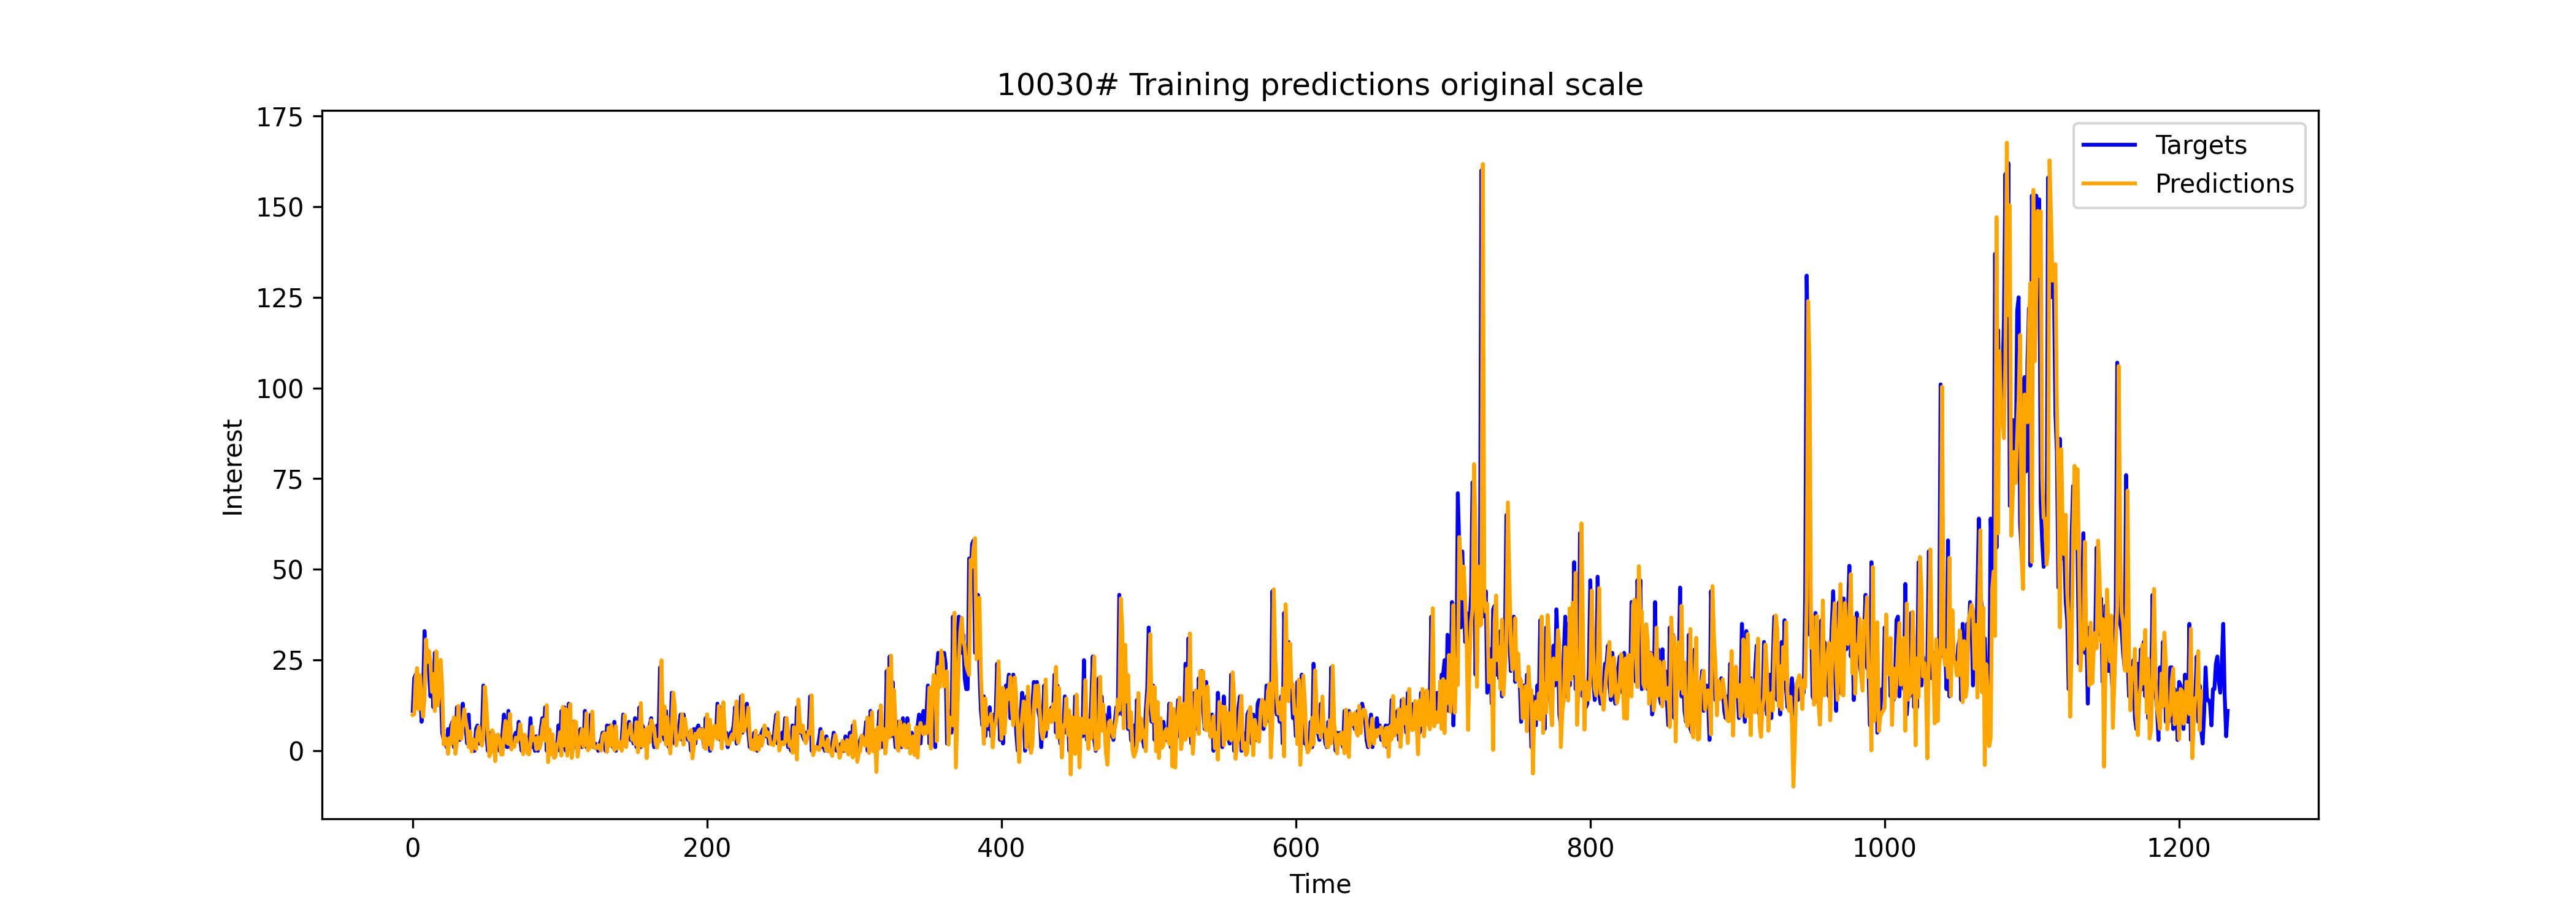 10030# Training predictions original scale
Targets
Predictions
175
150
125
100
75
50
25
0
Interest
0 200 400 600 800 1000 1200
Time